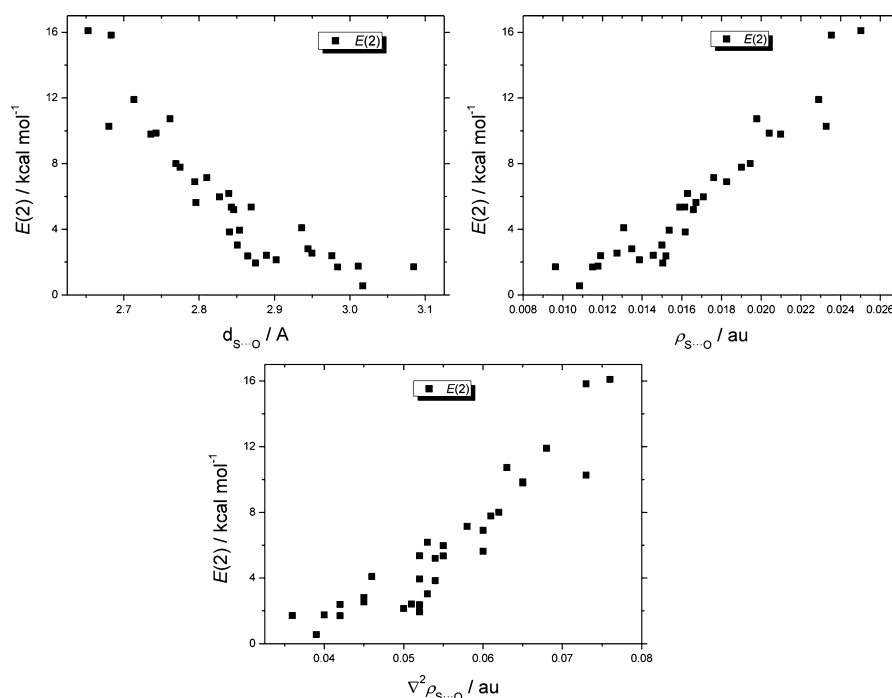 E(2)
E(2) / kcal mol⁻¹
16
12
8
4
0
2.7 2.8 2.9 3.0 3.1
d S···O / A
E(2)
E(2) / kcal mol⁻¹
16
12
8
4
0
0.008 0.010 0.012 0.014 0.016 0.018 0.020 0.022 0.024 0.026
ρ S···O / au
E(2)
E(2) / kcal mol⁻¹
16
12
8
4
0
0.04 0.05 0.06 0.07 0.08
∇²ρ S···O / au